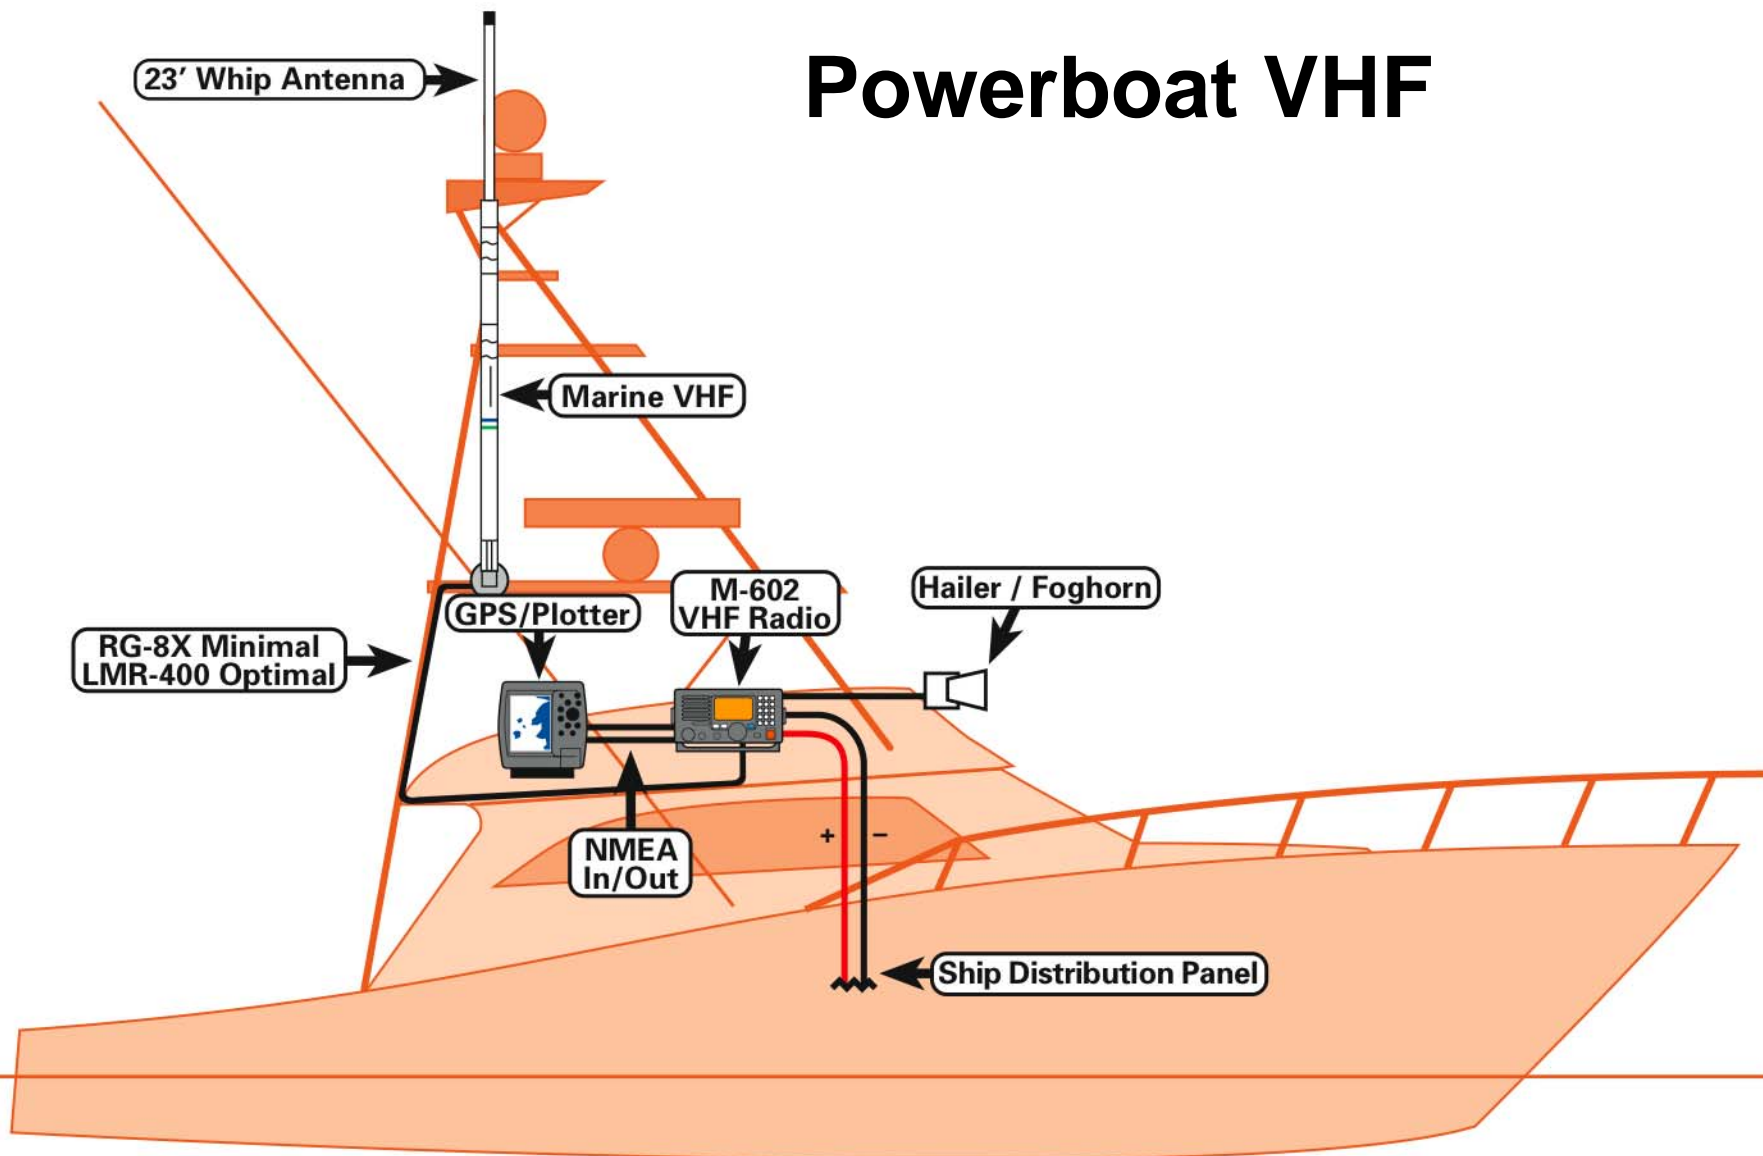 Powerboat VHF
23’ Whip Antenna
Marine VHF
Hailer / Foghorn
M-602
VHF Radio
GPS/Plotter
RG-8X Minimal
LMR-400 Optimal
+ −
NMEA
In/Out
Ship Distribution Panel